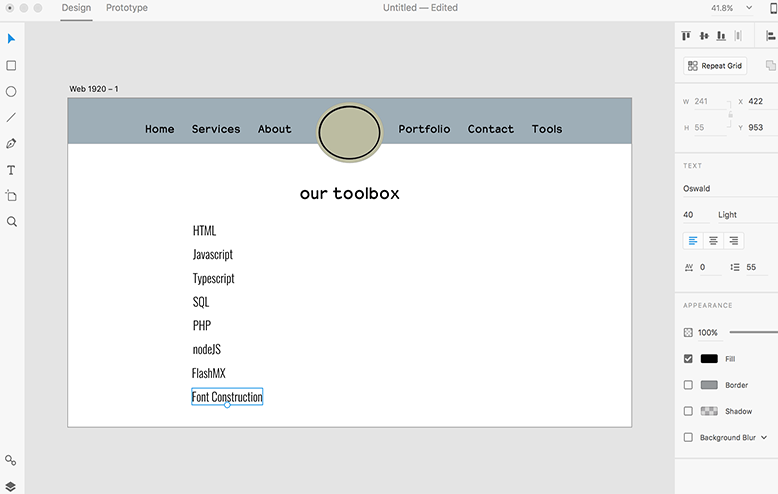 Design Prototype Untitled — Edited 41.8%
Repeat Grid
Web 1920 – 1
W 241 X 422
Home Services About Portfolio Contact Tools
H 55 Y 953
TEXT
T
Oswald
our toolbox
40 Light
HTML
Javascript
AV 0 55
Typescript
SQL
APPEARANCE
PHP
100%
nodeJS
Fill
FlashMX
Border
Font Construction
Shadow
Background Blur